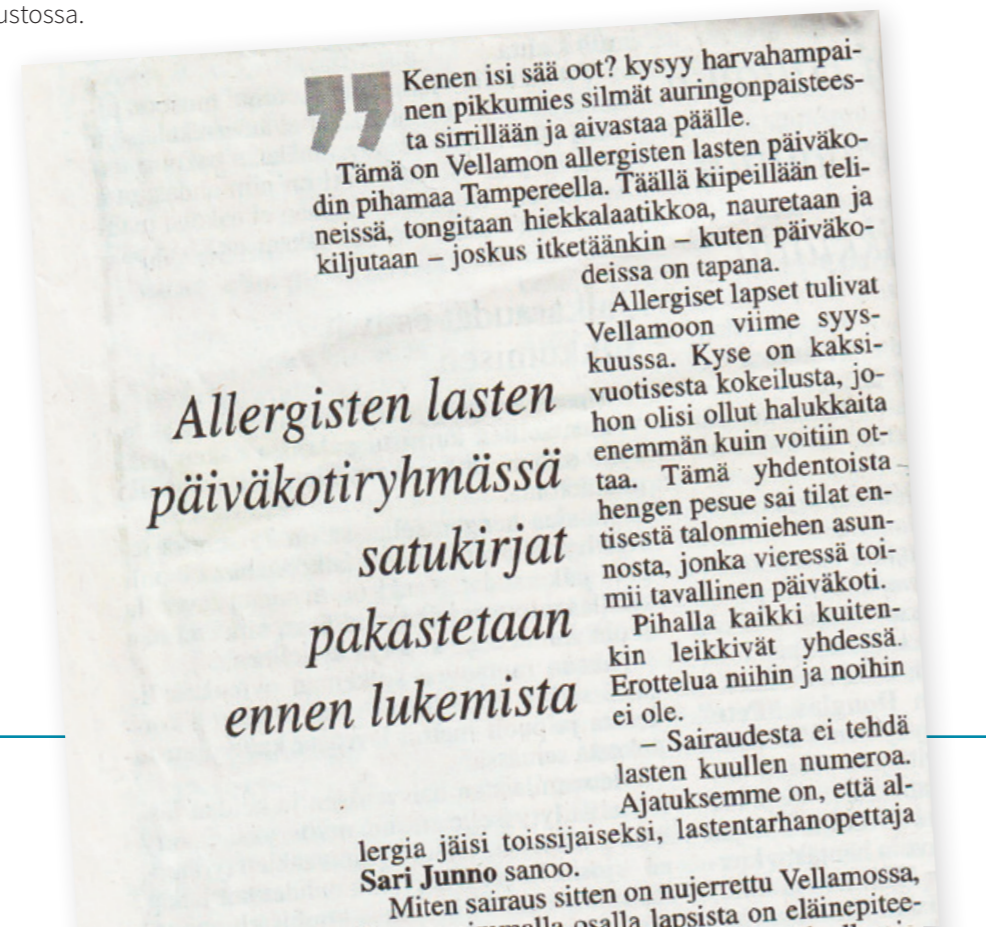 ustossa.
” Kenen isi sää oot? kysyy harvahampai-
nen pikkumies silmät auringonpaistees-
ta sirrillään ja aivastaa päälle.
Tämä on Vellamon allergisten lasten päiväko-
din pihamaa Tampereella. Täällä kiipeillään teli-
neissä, tongitaan hiekkalaatikkoa, nauretaan ja
kiljutaan – joskus itketäänkin – kuten päiväko-
deissa on tapana.
Allergiset lapset tulivat
Vellamoon viime syys-
kuussa. Kyse on kaksi-
vuotisesta kokeilusta, jo-
hon olisi ollut halukkaita
enemmän kuin voitiin ot-
taa. Tämä yhdentoista
hengen pesue sai tilat en-
tisestä talonmiehen asun-
nosta, jonka vieressä toi-
mii tavallinen päiväkoti.
Pihalla kaikki kuiten-
kin leikkivät yhdessä.
Erottelua niihin ja noihin
ei ole.
– Sairaudesta ei tehdä
lasten kuullen numeroa.
Ajatuksemme on, että al-
lergia jäisi toissijaiseksi, lastentarhanopettaja
Sari Junno sanoo.
Miten sairaus sitten on nujerrettu Vellamossa,
osalla lapsista on eläinepitee-
Allergisten lasten
päiväkotiryhmässä
satukirjat
pakastetaan
ennen lukemista